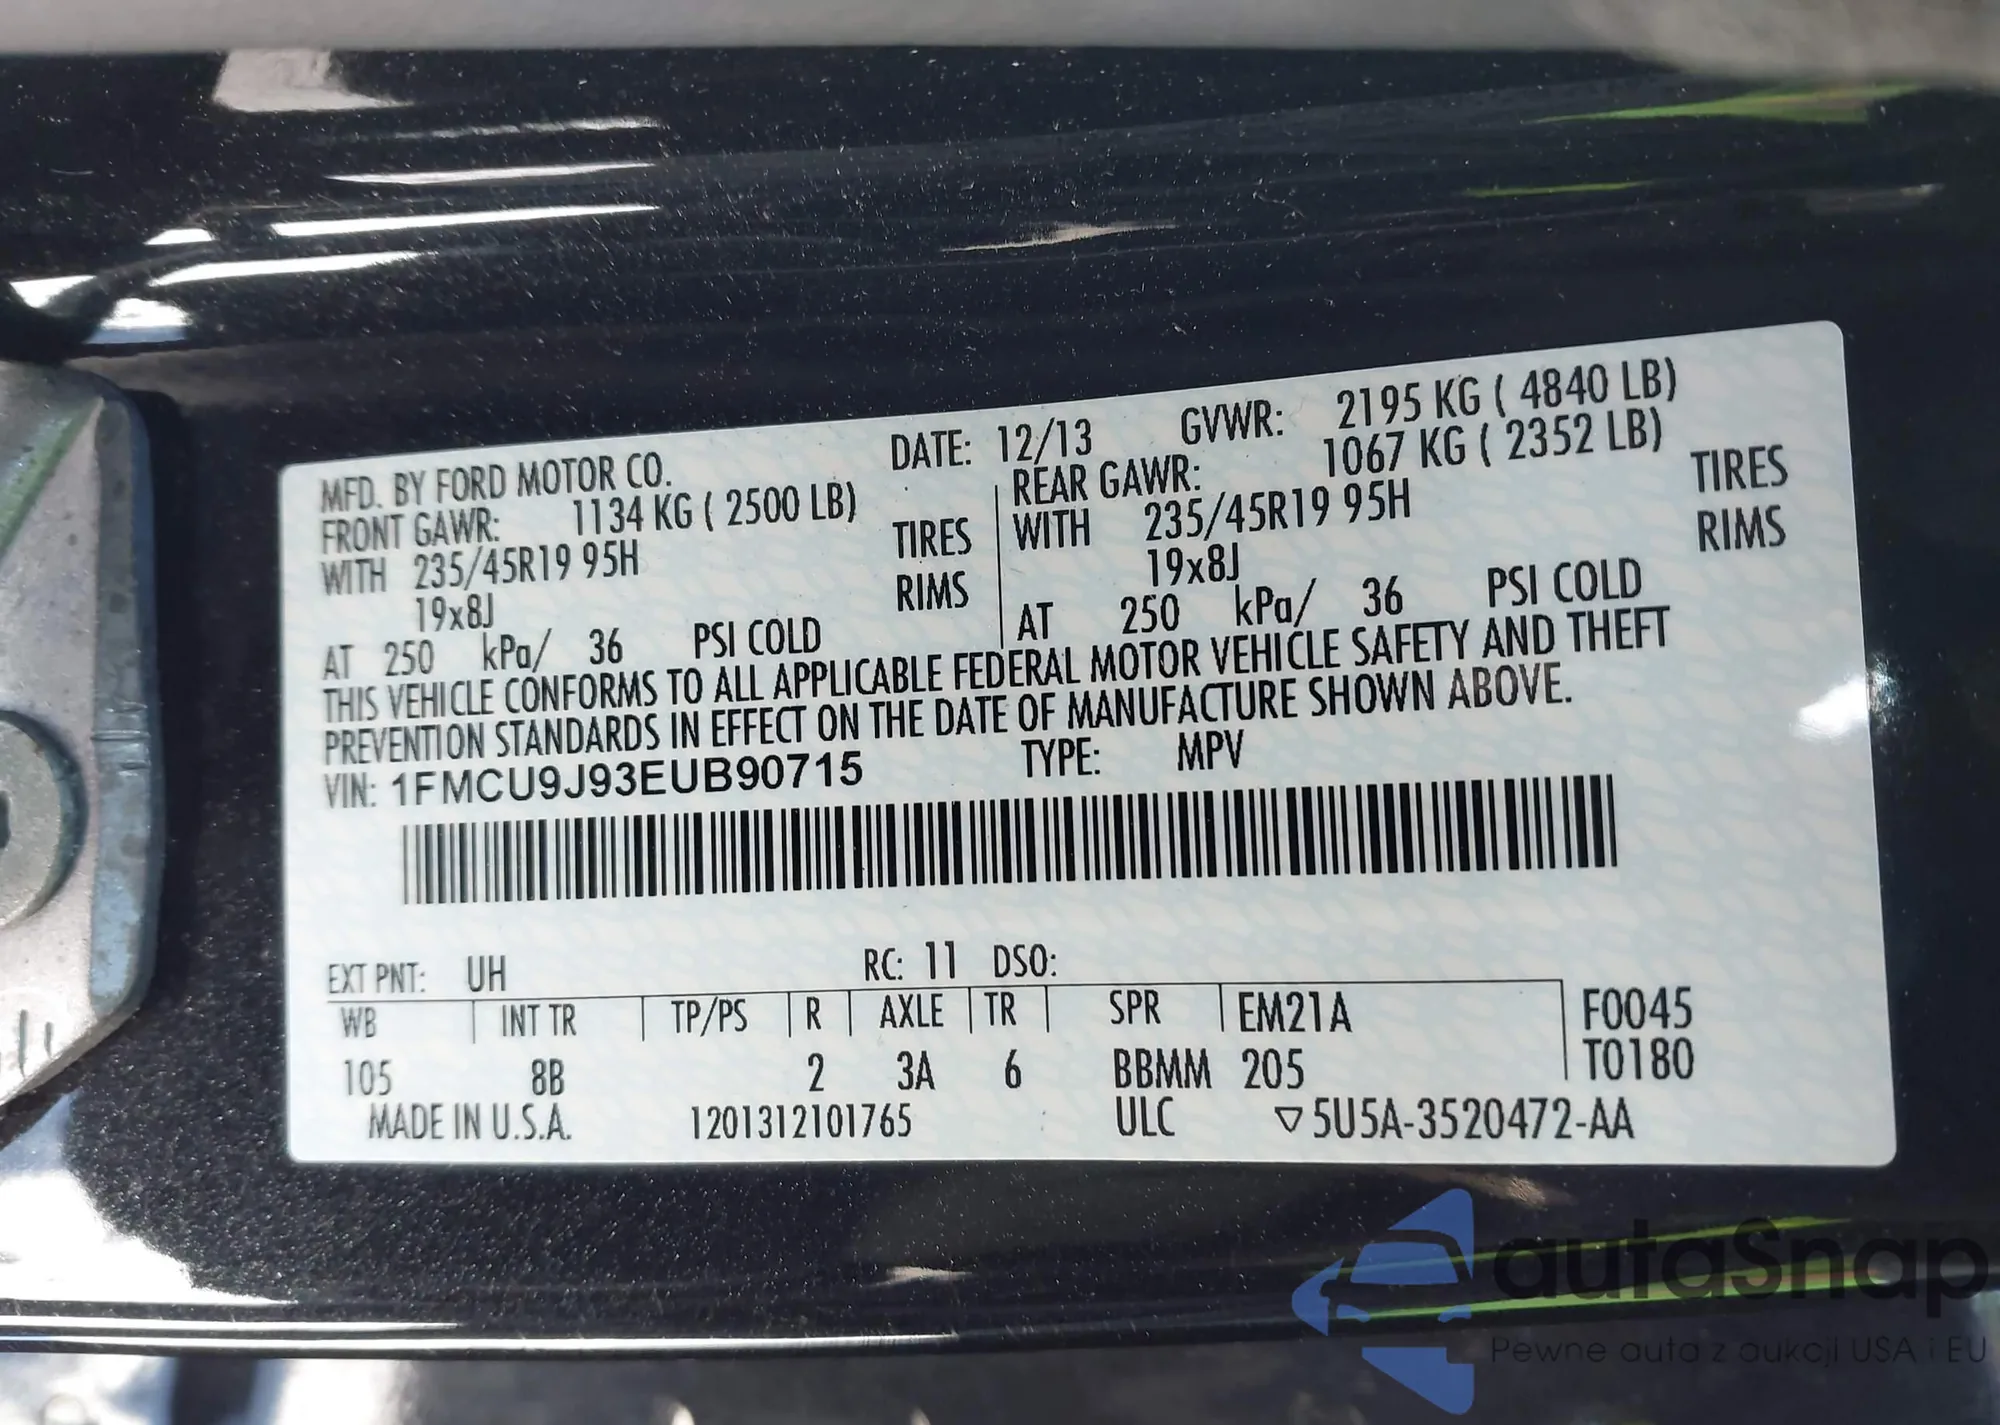 MFD. BY FORD MOTOR CO. DATE: 12/13 GVWR: 2195 KG ( 4840 LB)
FRONT GAWR: 1134 KG ( 2500 LB) REAR GAWR: 1067 KG ( 2352 LB)
WITH 235/45R19 95H TIRES WITH 235/45R19 95H TIRES
19x8J RIMS 19x8J RIMS
AT 250 kPa/ 36 PSI COLD AT 250 kPa/ 36 PSI COLD
THIS VEHICLE CONFORMS TO ALL APPLICABLE FEDERAL MOTOR VEHICLE SAFETY AND THEFT
PREVENTION STANDARDS IN EFFECT ON THE DATE OF MANUFACTURE SHOWN ABOVE.
VIN: 1FMCU9J93EUB90715 TYPE: MPV
EXT PNT: UH RC: 11 DSO:
WB INT TR TP/PS R AXLE TR SPR EM21A F0045
105 8B 2 3A 6 BBMM 205 T0180
MADE IN U.S.A. 1201312101765 ULC ▽5U5A-3520472-AA
autoSnap
Pewne auta z aukcji USA i EU